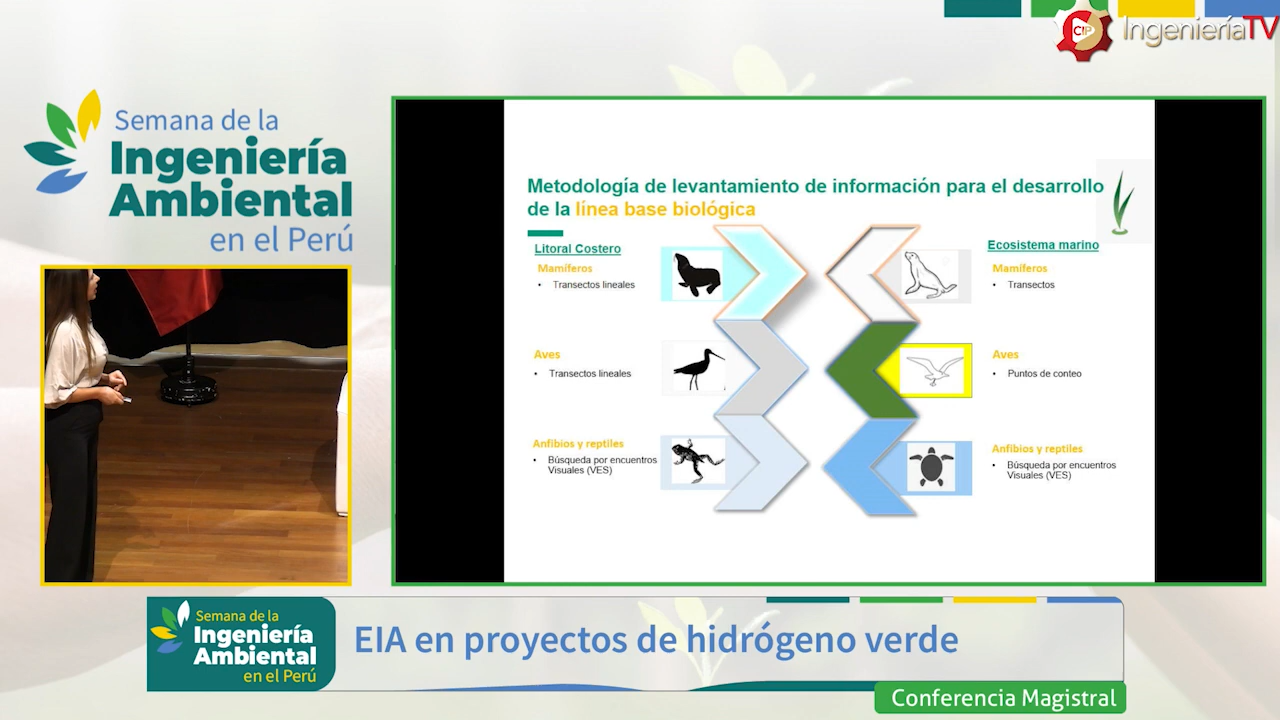 CIP IngenieríaTV
Semana de la
Ingeniería
Ambiental
en el Perú
Metodología de levantamiento de información para el desarrollo
de la línea base biológica
Litoral Costero
Mamíferos
• Transectos lineales
Aves
• Transectos lineales
Anfibios y reptiles
• Búsqueda por encuentros
Visuales (VES)
Ecosistema marino
Mamíferos
• Transectos
Aves
• Puntos de conteo
Anfibios y reptiles
• Búsqueda por encuentros
Visuales (VES)
Semana de la
Ingeniería
Ambiental
en el Perú
EIA en proyectos de hidrógeno verde
Conferencia Magistral